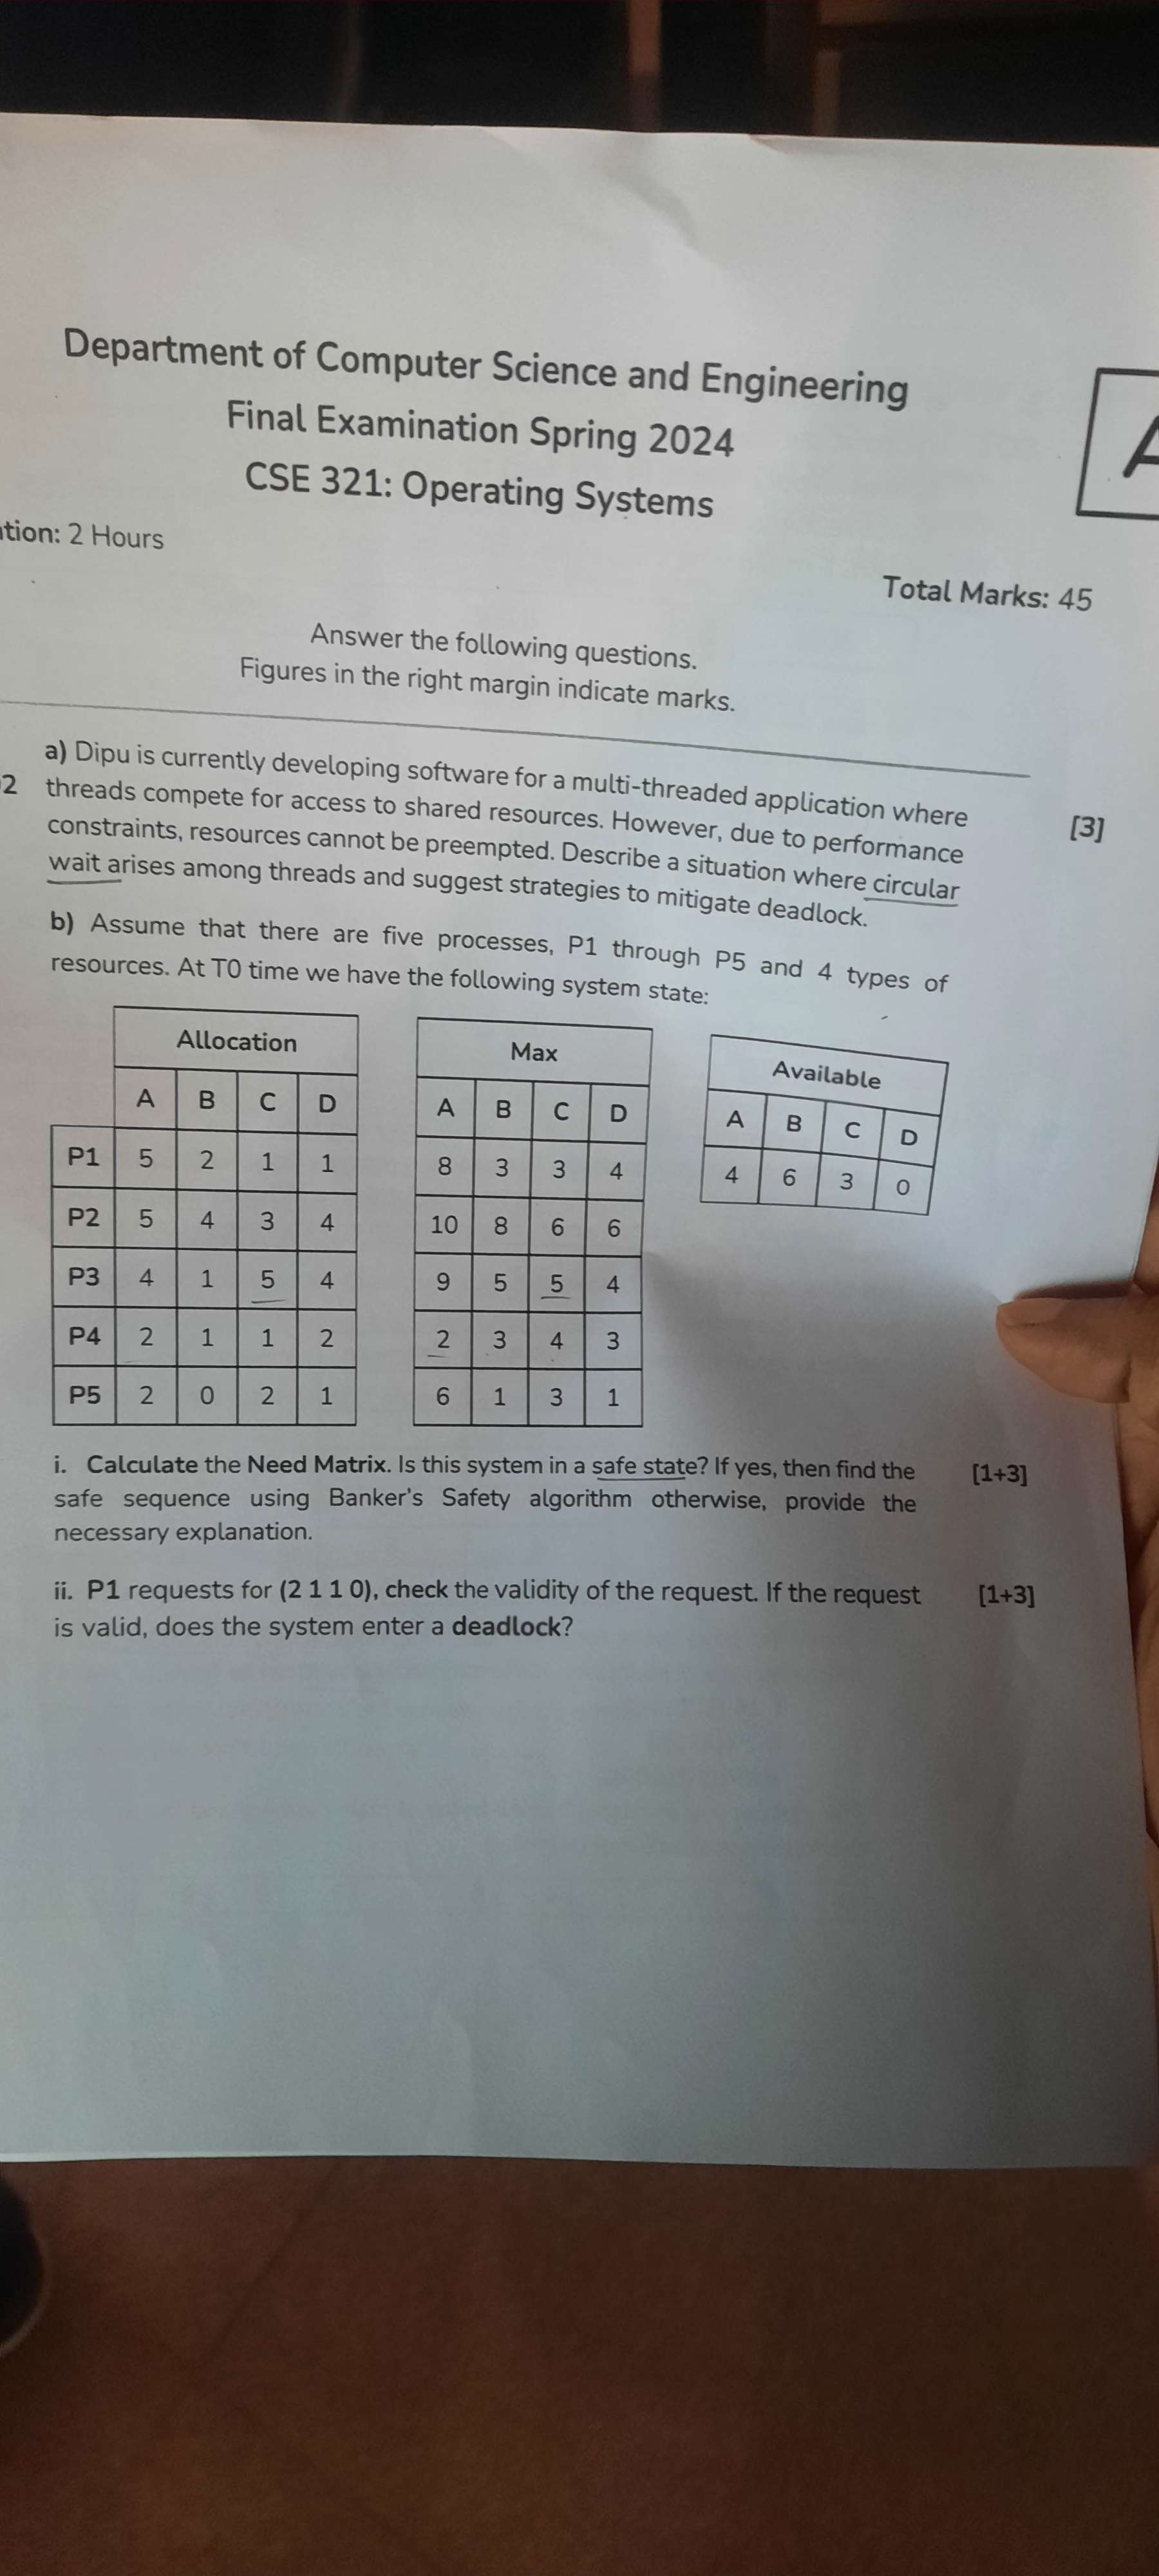 Department of Computer Science and Engineering
Final Examination Spring 2024
CSE 321: Operating Systems
tion: 2 Hours
Total Marks: 45
Answer the following questions.
Figures in the right margin indicate marks.
a) Dipu is currently developing software for a multi-threaded application where
2 threads compete for access to shared resources. However, due to performance [3]
constraints, resources cannot be preempted. Describe a situation where circular
wait arises among threads and suggest strategies to mitigate deadlock.
b) Assume that there are five processes, P1 through P5 and 4 types of
resources. At T0 time we have the following system state:
Allocation Max Available
A B C D A B C D A B C D
P1 5 2 1 1 8 3 3 4 4 6 3 0
P2 5 4 3 4 10 8 6 6
P3 4 1 5 4 9 5 5 4
P4 2 1 1 2 2 3 4 3
P5 2 0 2 1 6 1 3 1
i. Calculate the Need Matrix. Is this system in a safe state? If yes, then find the [1+3]
safe sequence using Banker's Safety algorithm otherwise, provide the
necessary explanation.
ii. P1 requests for (2 1 1 0), check the validity of the request. If the request [1+3]
is valid, does the system enter a deadlock?